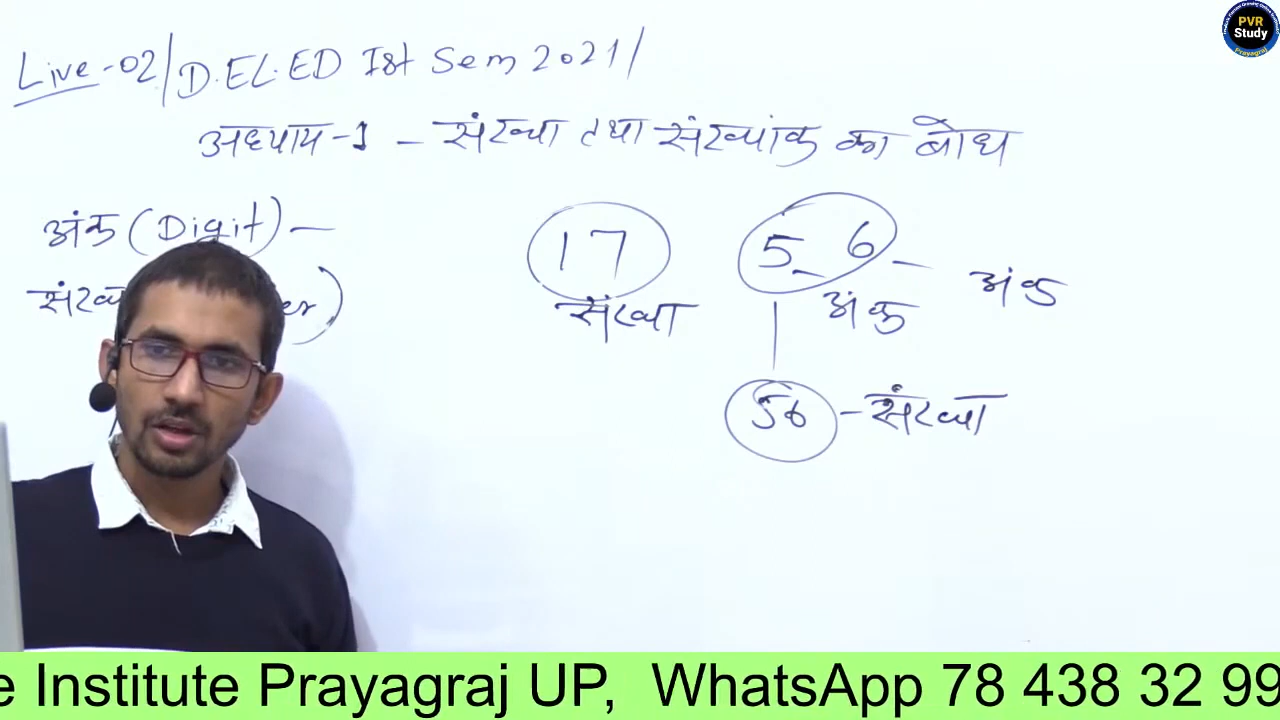 PVR
Study
Prayagraj
Live-02/D.EL.ED Ist Sem 2021/
अध्याय-1 – संख्या तथा संख्यांक का बोध
अंक (Digit) –
17 5 6 –
संख्या अंक अंक
56 – संख्या
e Institute Prayagraj UP, WhatsApp 78 438 32 99